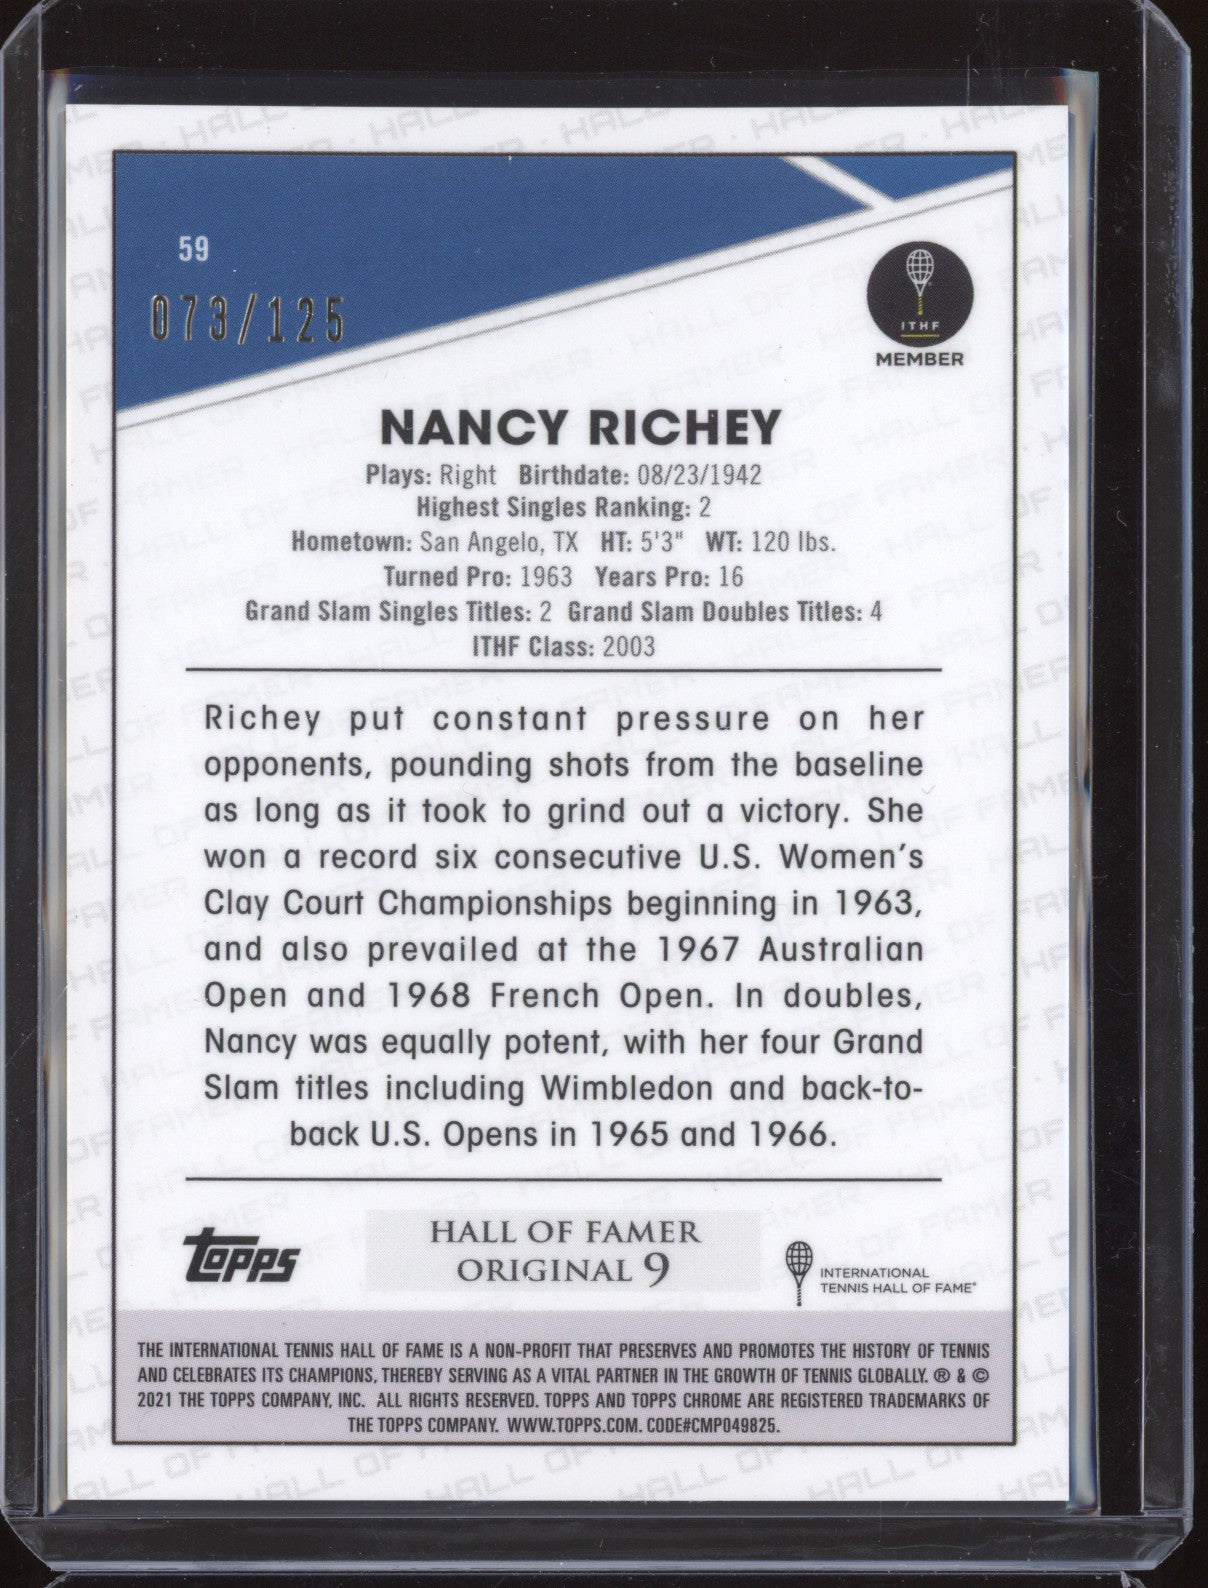 59
073/125
ITHF
MEMBER
NANCY RICHEY
Plays: Right Birthdate: 08/23/1942
Highest Singles Ranking: 2
Hometown: San Angelo, TX HT: 5'3" WT: 120 lbs.
Turned Pro: 1963 Years Pro: 16
Grand Slam Singles Titles: 2 Grand Slam Doubles Titles: 4
ITHF Class: 2003
Richey put constant pressure on her
opponents, pounding shots from the baseline
as long as it took to grind out a victory. She
won a record six consecutive U.S. Women's
Clay Court Championships beginning in 1963,
and also prevailed at the 1967 Australian
Open and 1968 French Open. In doubles,
Nancy was equally potent, with her four Grand
Slam titles including Wimbledon and back-to-
back U.S. Opens in 1965 and 1966.
topps
HALL OF FAMER
ORIGINAL 9
INTERNATIONAL
TENNIS HALL OF FAME®
THE INTERNATIONAL TENNIS HALL OF FAME IS A NON-PROFIT THAT PRESERVES AND PROMOTES THE HISTORY OF TENNIS
AND CELEBRATES ITS CHAMPIONS, THEREBY SERVING AS A VITAL PARTNER IN THE GROWTH OF TENNIS GLOBALLY. ® & ©
2021 THE TOPPS COMPANY, INC. ALL RIGHTS RESERVED. TOPPS AND TOPPS CHROME ARE REGISTERED TRADEMARKS OF
THE TOPPS COMPANY. WWW.TOPPS.COM. CODE#CMP049825.